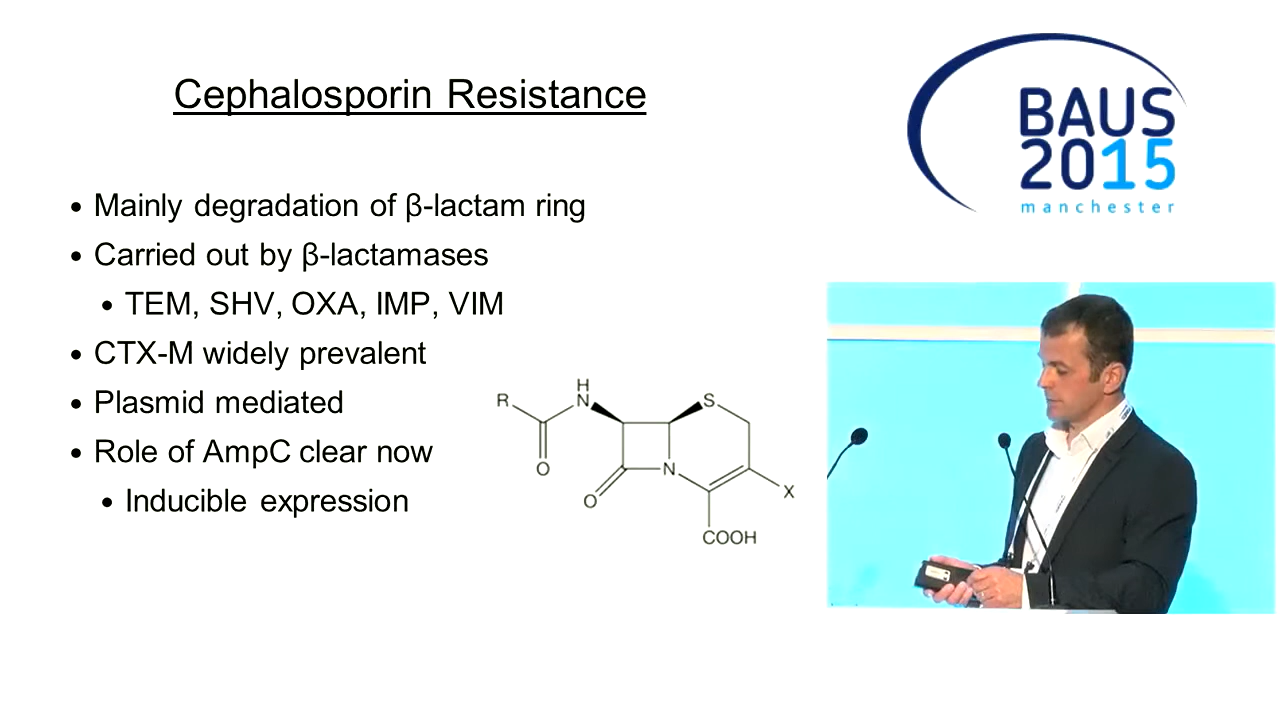 Cephalosporin Resistance
• Mainly degradation of β-lactam ring
• Carried out by β-lactamases
• TEM, SHV, OXA, IMP, VIM
• CTX-M widely prevalent
• Plasmid mediated
• Role of AmpC clear now
• Inducible expression
R
H
N
S
O
N
O
X
COOH
BAUS
2015
manchester